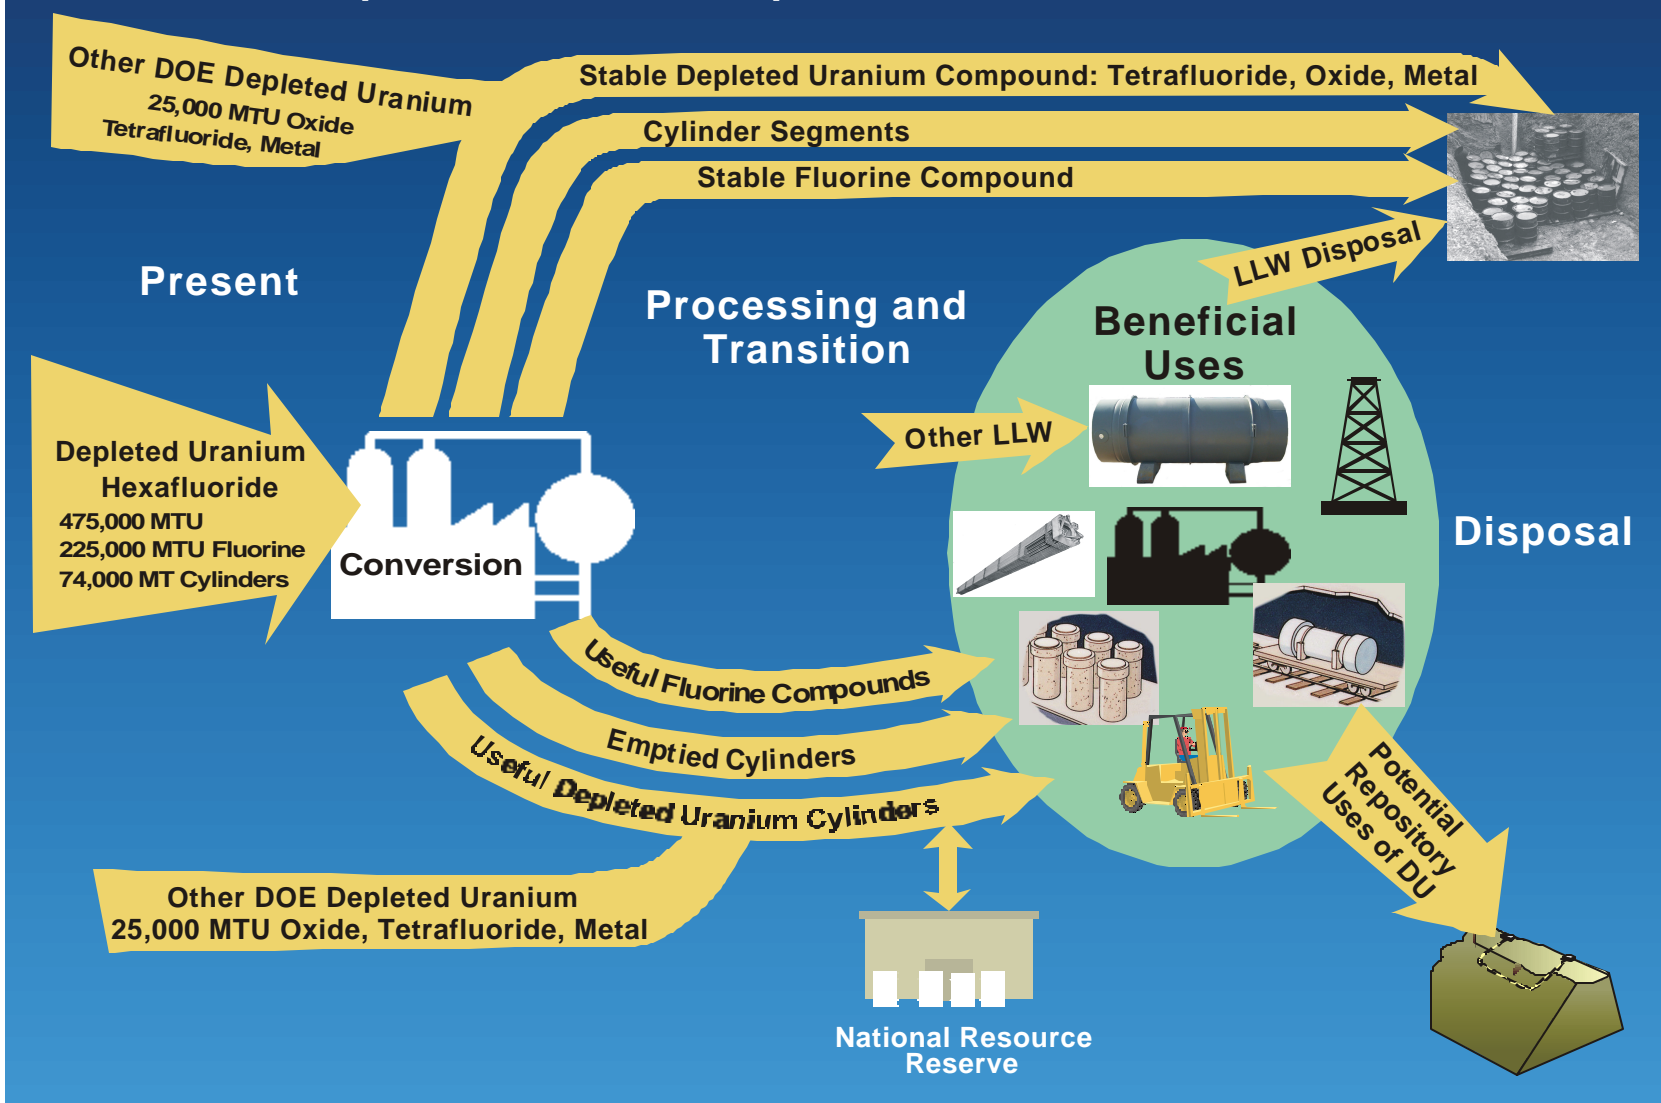 Other DOE Depleted Uranium
25,000 MTU Oxide
Tetrafluoride, Metal
Stable Depleted Uranium Compound: Tetrafluoride, Oxide, Metal
Cylinder Segments
Stable Fluorine Compound
LLW Disposal
Present
Processing and
Transition
Beneficial
Uses
Other LLW
Depleted Uranium
Hexafluoride
475,000 MTU
225,000 MTU Fluorine
74,000 MT Cylinders
Conversion
Disposal
Useful Fluorine Compounds
Emptied Cylinders
Useful Depleted Uranium Cylinders
Potential
Repository
Uses of DU
Other DOE Depleted Uranium
25,000 MTU Oxide, Tetrafluoride, Metal
National Resource
Reserve